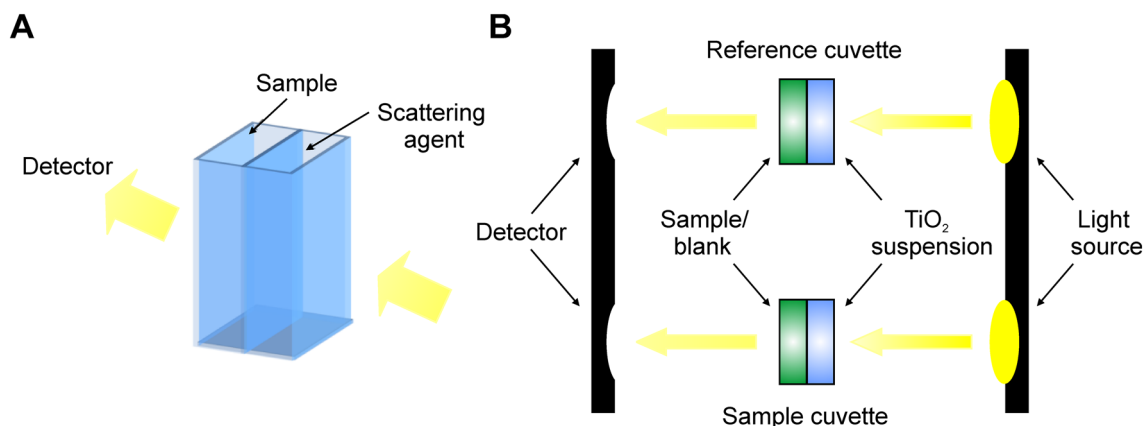 A
Sample
Scattering
agent
Detector
B
Reference cuvette
Detector
Sample/
blank
TiO₂
suspension
Light
source
Sample cuvette